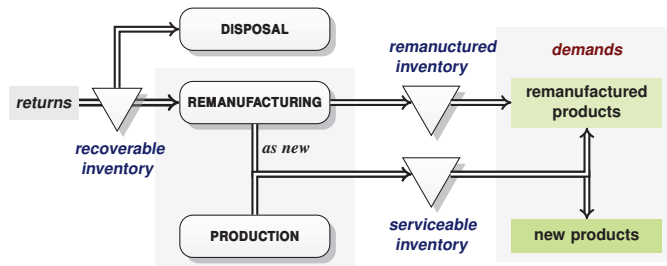 DISPOSAL
remanuctured
inventory
demands
returns
REMANUFACTURING
remanufactured
products
recoverable
inventory
as new
PRODUCTION
serviceable
inventory
new products